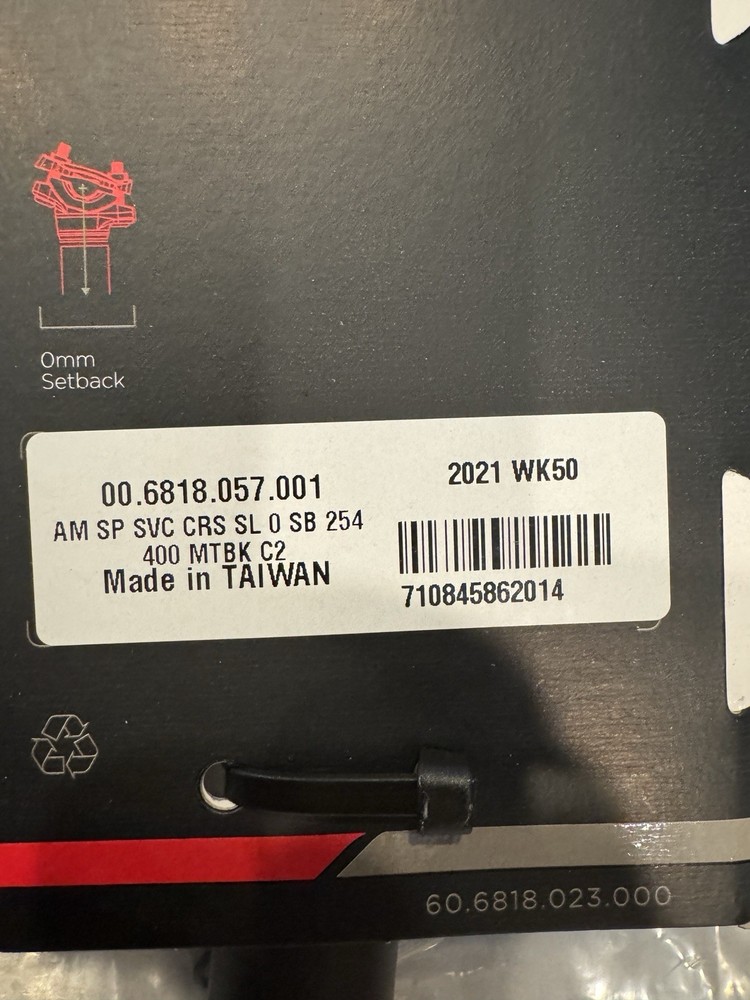 0mm
Setback
00.6818.057.001
AM SP SVC CRS SL 0 SB 254
400 MTBK C2
Made in TAIWAN
2021 WK50
710845862014
60.6818.023.000